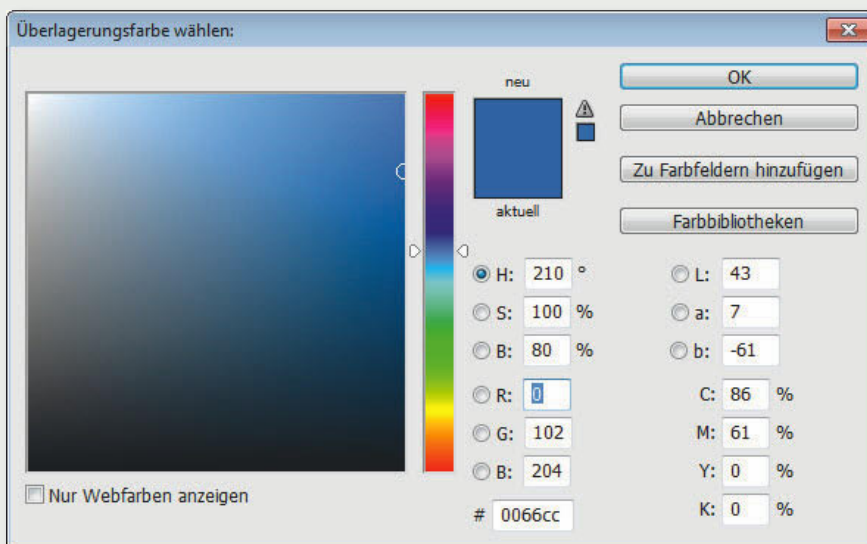 Überlagerungsfarbe wählen:
neu
aktuell
OK
Abbrechen
Zu Farbfeldern hinzufügen
Farbbibliotheken
H: 210 °
S: 100 %
B: 80 %
R: 0
G: 102
B: 204
# 0066cc
L: 43
a: 7
b: -61
C: 86 %
M: 61 %
Y: 0 %
K: 0 %
Nur Webfarben anzeigen